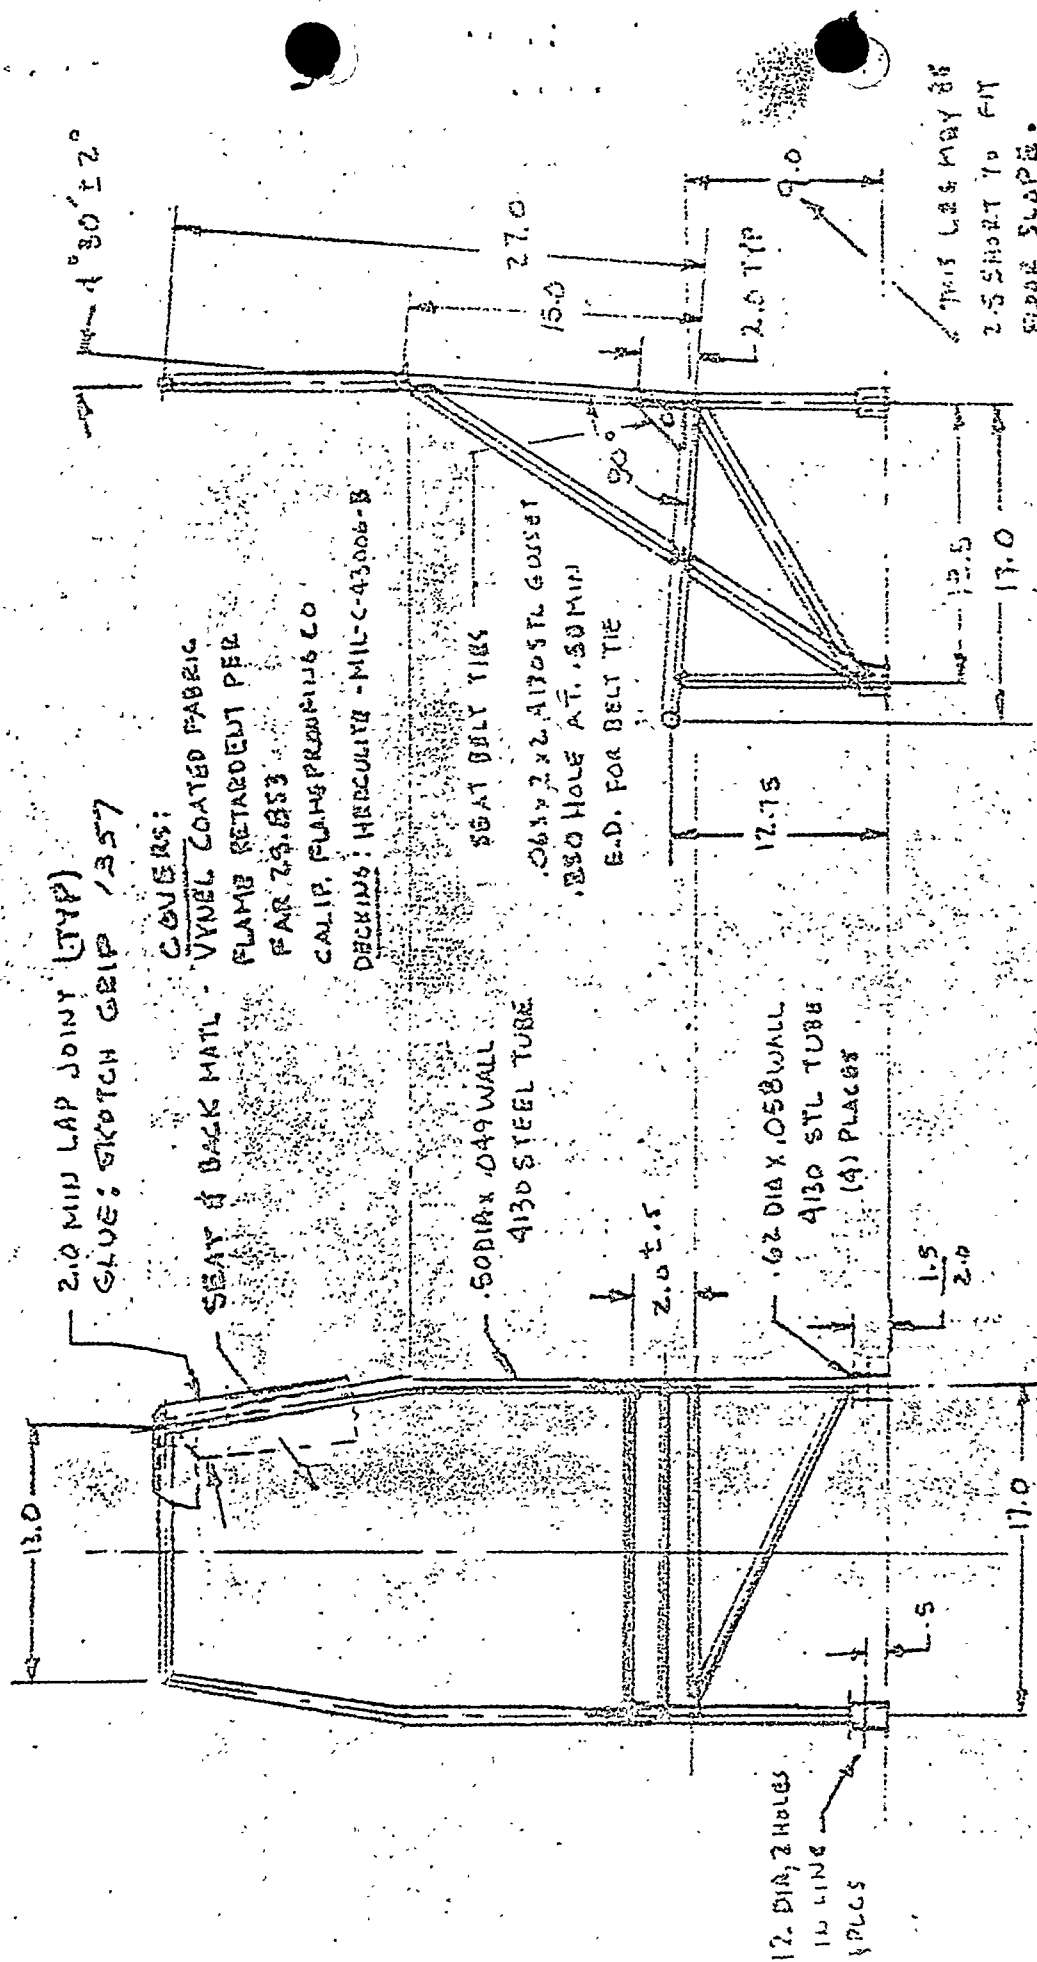 13.0
2.0 MIN LAP JOINT (TYP)
GLUE: SKOTCH GRIP 1357
COVERS:
VYNEL COATED FABRIC
FLAME RETARDENT PER
FAR 23.853
CALIF. FLAMEPROOFING CO
DECKING: HERCULITE - MIL-C-43006-B
SEAT & BACK MATL
.50 DIA X .049 WALL
4130 STEEL TUBE
2.0 ± .5
.62 DIA X .058 WALL
4130 STL TUBE
(4) PLACES
1.5
2.0
.5
17.0
12. DIA, 2 HOLES
IN LINE
PLCS
4°30' ± 2°
27.0
15.0
SEAT BELT TIES
90°
.063 X 2 X 2 4130 STL GUSSET
.250 HOLE AT .50 MIN
E.D. FOR BELT TIE
2.0 TYP
9.0
12.75
THIS LEG MAY BE
2.5 SHORT TO FIT
FLOOR SLOPE.
17.0